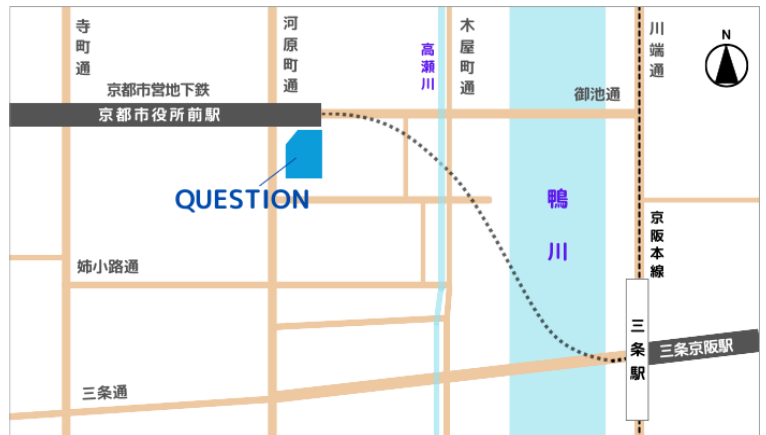 寺町通
河原町通
高瀬川
木屋町通
川端通
N
京都市営地下鉄
京都市役所前駅
御池通
QUESTION
鴨川
京阪本線
姉小路通
三条駅
三条京阪駅
三条通